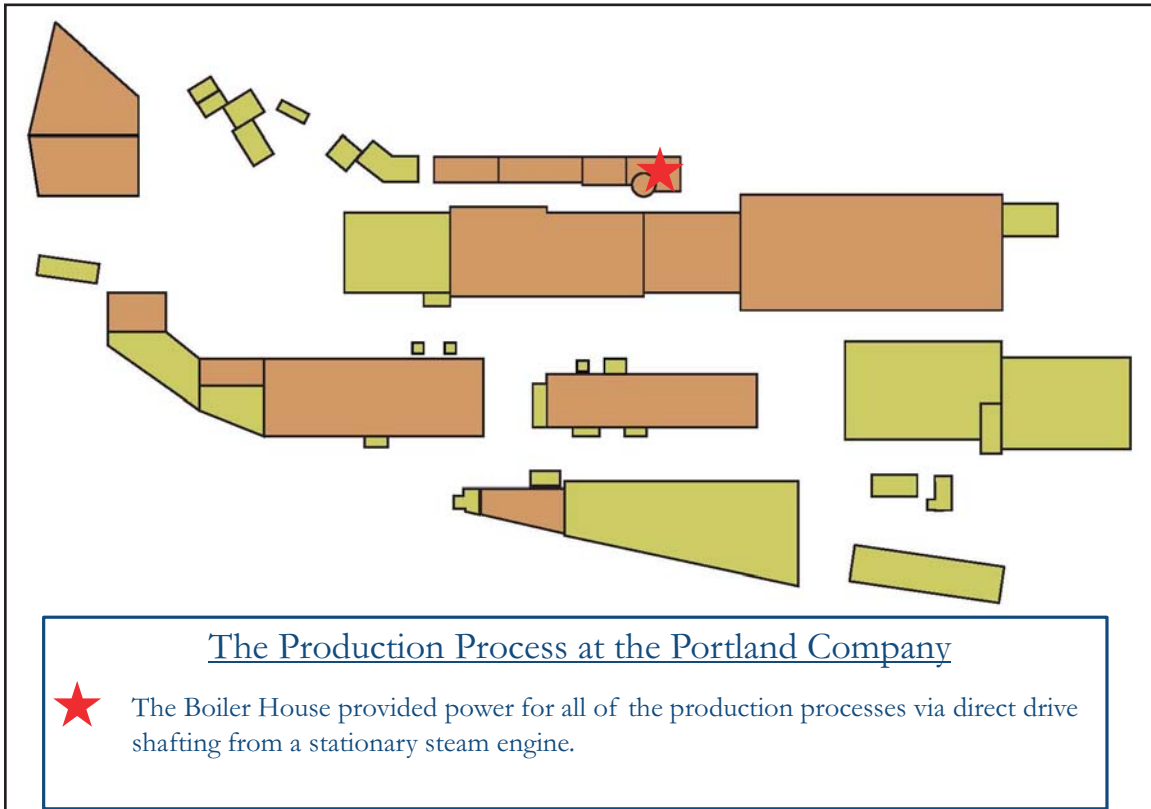 The Production Process at the Portland Company
The Boiler House provided power for all of the production processes via direct drive
shafting from a stationary steam engine.